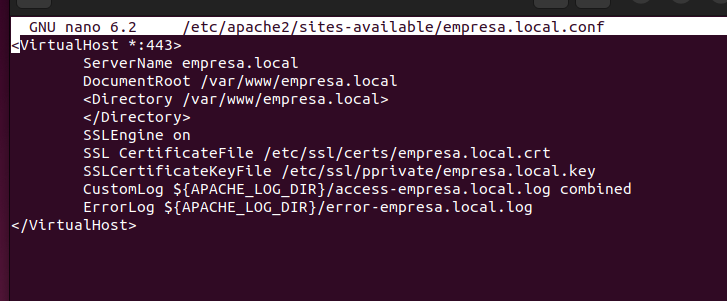 GNU nano 6.2 /etc/apache2/sites-available/empresa.local.conf
<VirtualHost *:443>
ServerName empresa.local
DocumentRoot /var/www/empresa.local
<Directory /var/www/empresa.local>
</Directory>
SSLEngine on
SSL CertificateFile /etc/ssl/certs/empresa.local.crt
SSLCertificateKeyFile /etc/ssl/pprivate/empresa.local.key
CustomLog ${APACHE_LOG_DIR}/access-empresa.local.log combined
ErrorLog ${APACHE_LOG_DIR}/error-empresa.local.log
</VirtualHost>